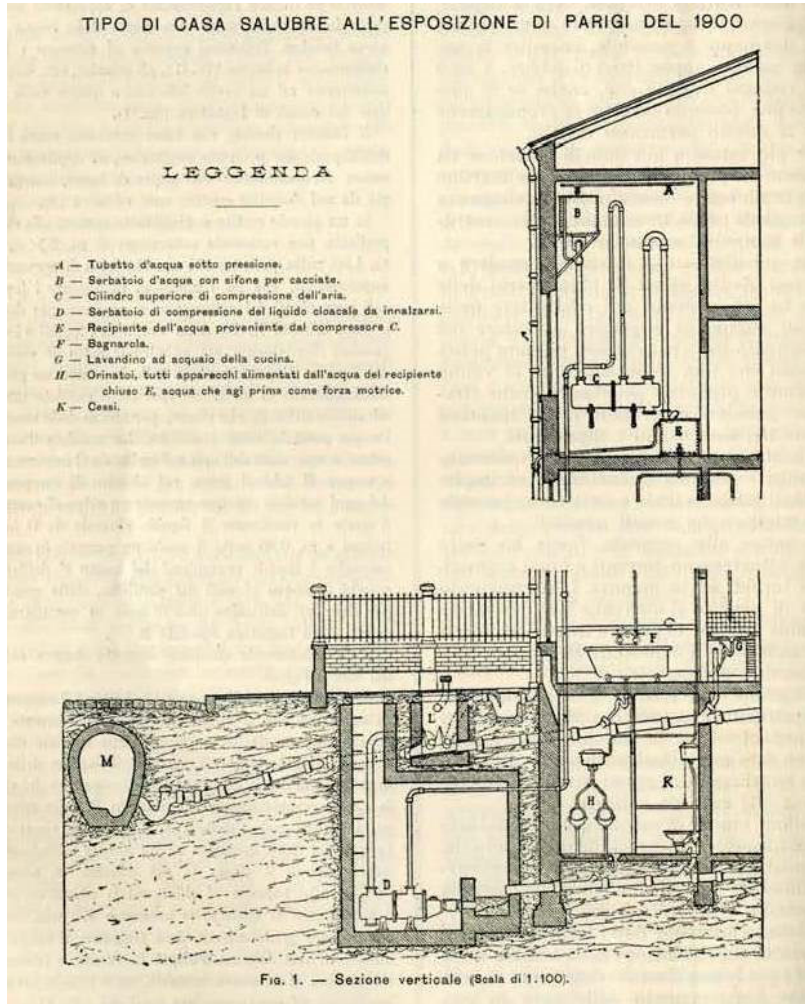 TIPO DI CASA SALUBRE ALL'ESPOSIZIONE DI PARIGI DEL 1900
LEGGENDA
A — Tubetto d'acqua sotto pressione.
B — Serbatoio d'acqua con sifone per cacciate.
C — Cilindro superiore di compressione dell'aria.
D — Serbatoio di compressione del liquido cloacale da innalzarsi.
E — Recipiente dell'acqua proveniente dal compressore C.
F — Bagnarola.
G — Lavandino ad acquaio della cucina.
H — Orinatoi, tutti apparecchi alimentati dall'acqua del recipiente
chiuso E, acqua che agì prima come forza motrice.
K — Cessi.
A
B
C
E
G
F
L
M
K
H
D
FIG. 1. — Sezione verticale (Scala di 1:100).